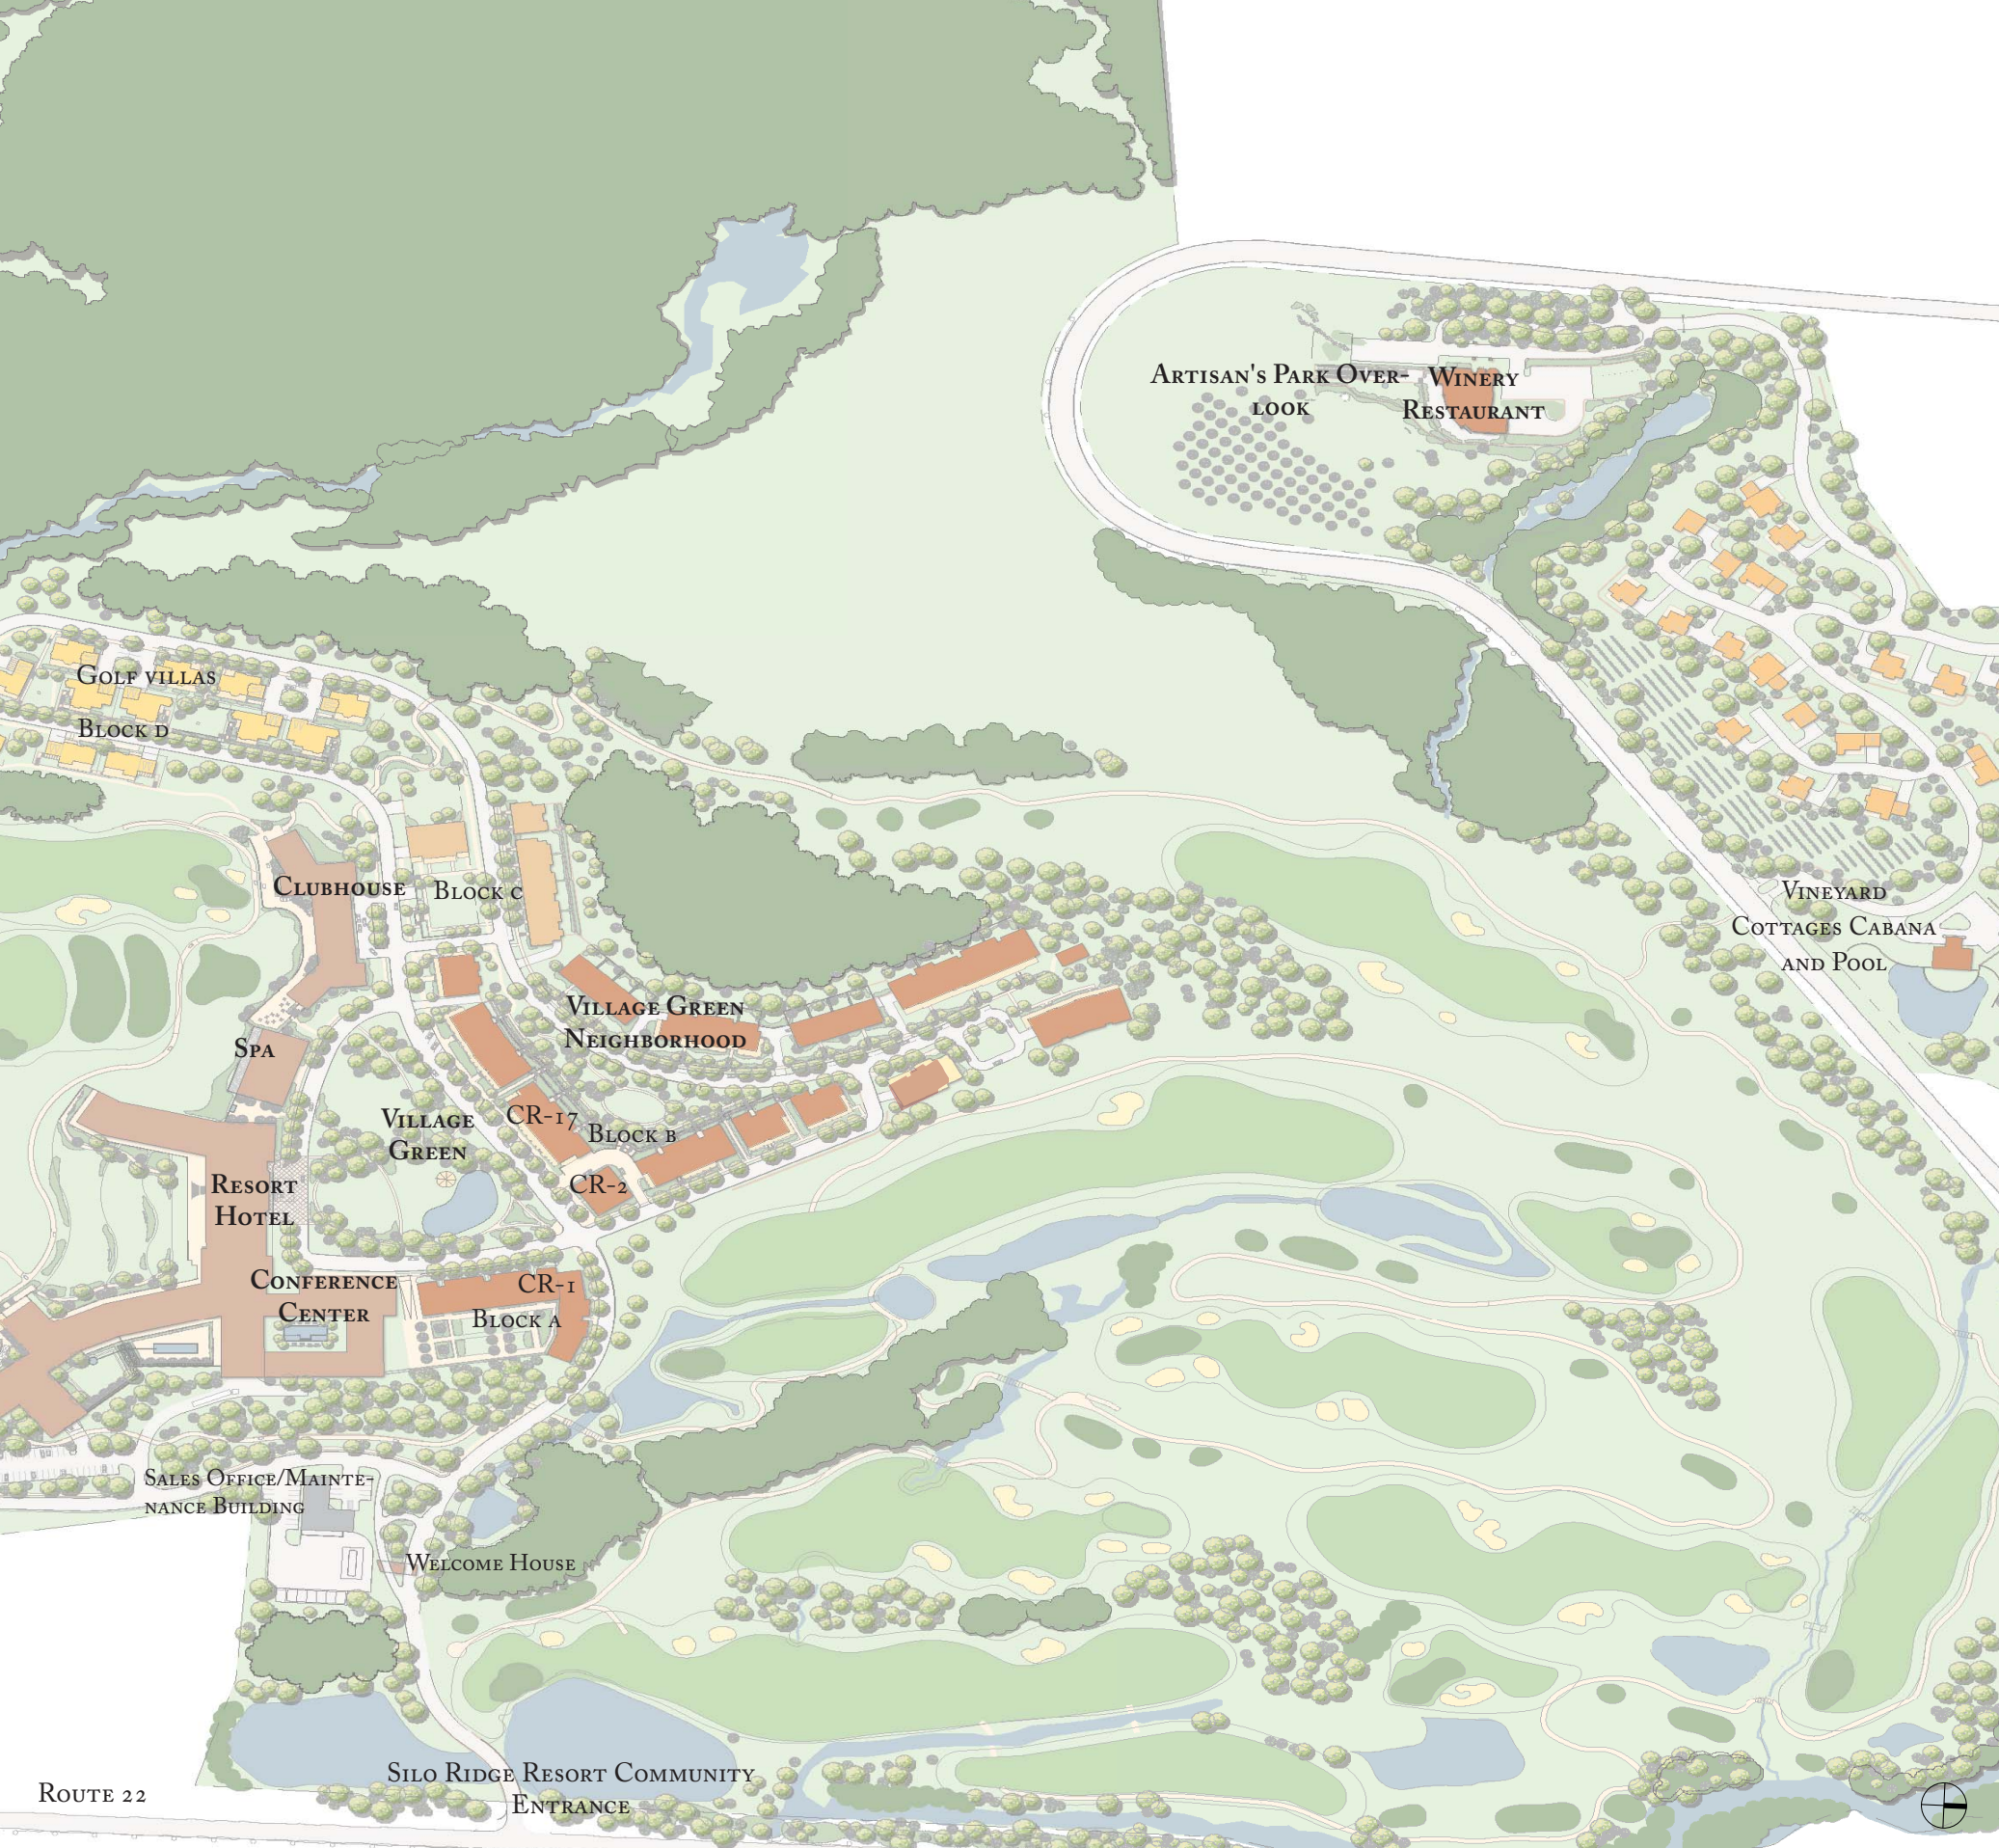 Artisan's Park Over-
look
Winery
Restaurant
Golf villas
Block d
Clubhouse
Block c
Vineyard
Cottages Cabana
and Pool
Village Green
Neighborhood
Spa
CR-17
Village
Green
Block b
CR-2
Resort
Hotel
Conference
Center
CR-1
Block a
Sales Office/Mainte-
nance Building
Welcome House
Silo Ridge Resort Community
Entrance
Route 22